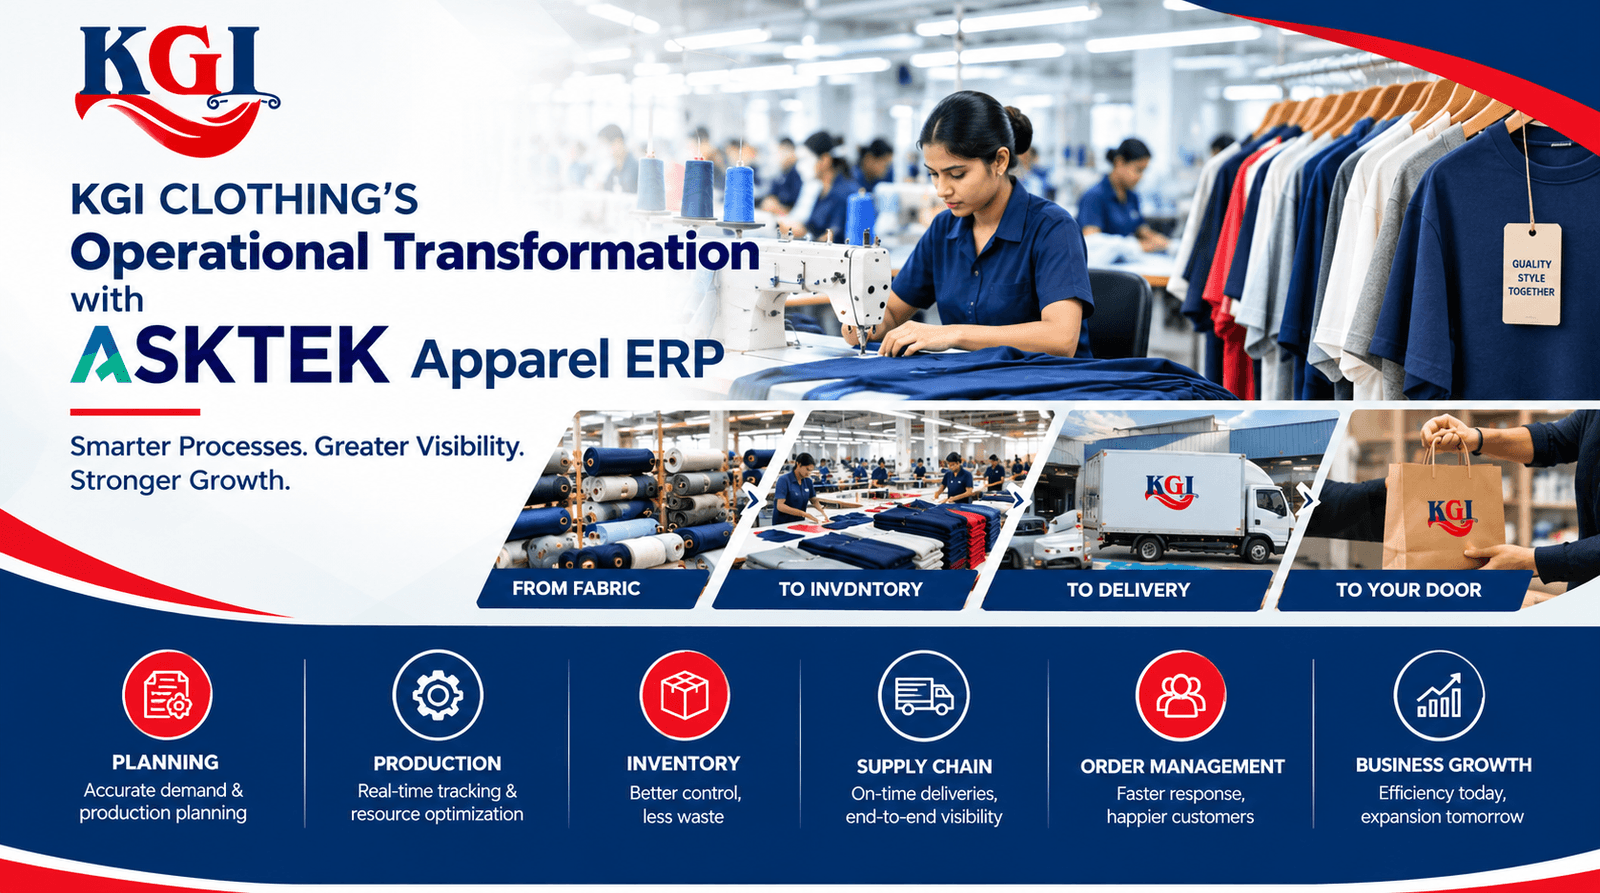 KGI
KGI CLOTHING'S
Operational Transformation
with
ASKTEK Apparel ERP
Smarter Processes. Greater Visibility.
Stronger Growth.
QUALITY
STYLE
TOGETHER
KGI
KGI
FROM FABRIC
TO INVDNTORY
TO DELIVERY
TO YOUR DOOR
PLANNING
Accurate demand &
production planning
PRODUCTION
Real-time tracking &
resource optimization
INVENTORY
Better control,
less waste
SUPPLY CHAIN
On-time deliveries,
end-to-end visibility
ORDER MANAGEMENT
Faster response,
happier customers
BUSINESS GROWTH
Efficiency today,
expansion tomorrow